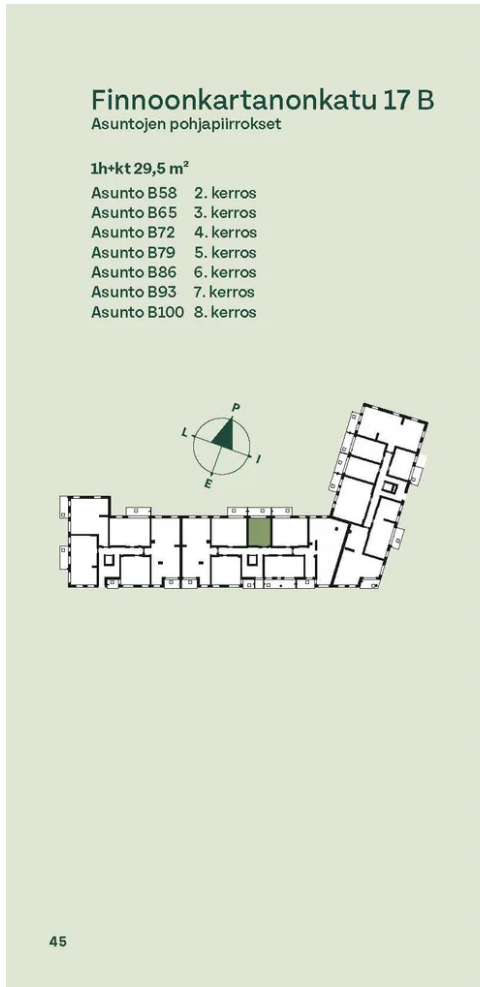 Finnoonkartanonkatu 17 B
Asuntojen pohjapiirrokset
1h+kt 29,5 m²
Asunto B58 2. kerros
Asunto B65 3. kerros
Asunto B72 4. kerros
Asunto B79 5. kerros
Asunto B86 6. kerros
Asunto B93 7. kerros
Asunto B100 8. kerros
P
L
I
E
45